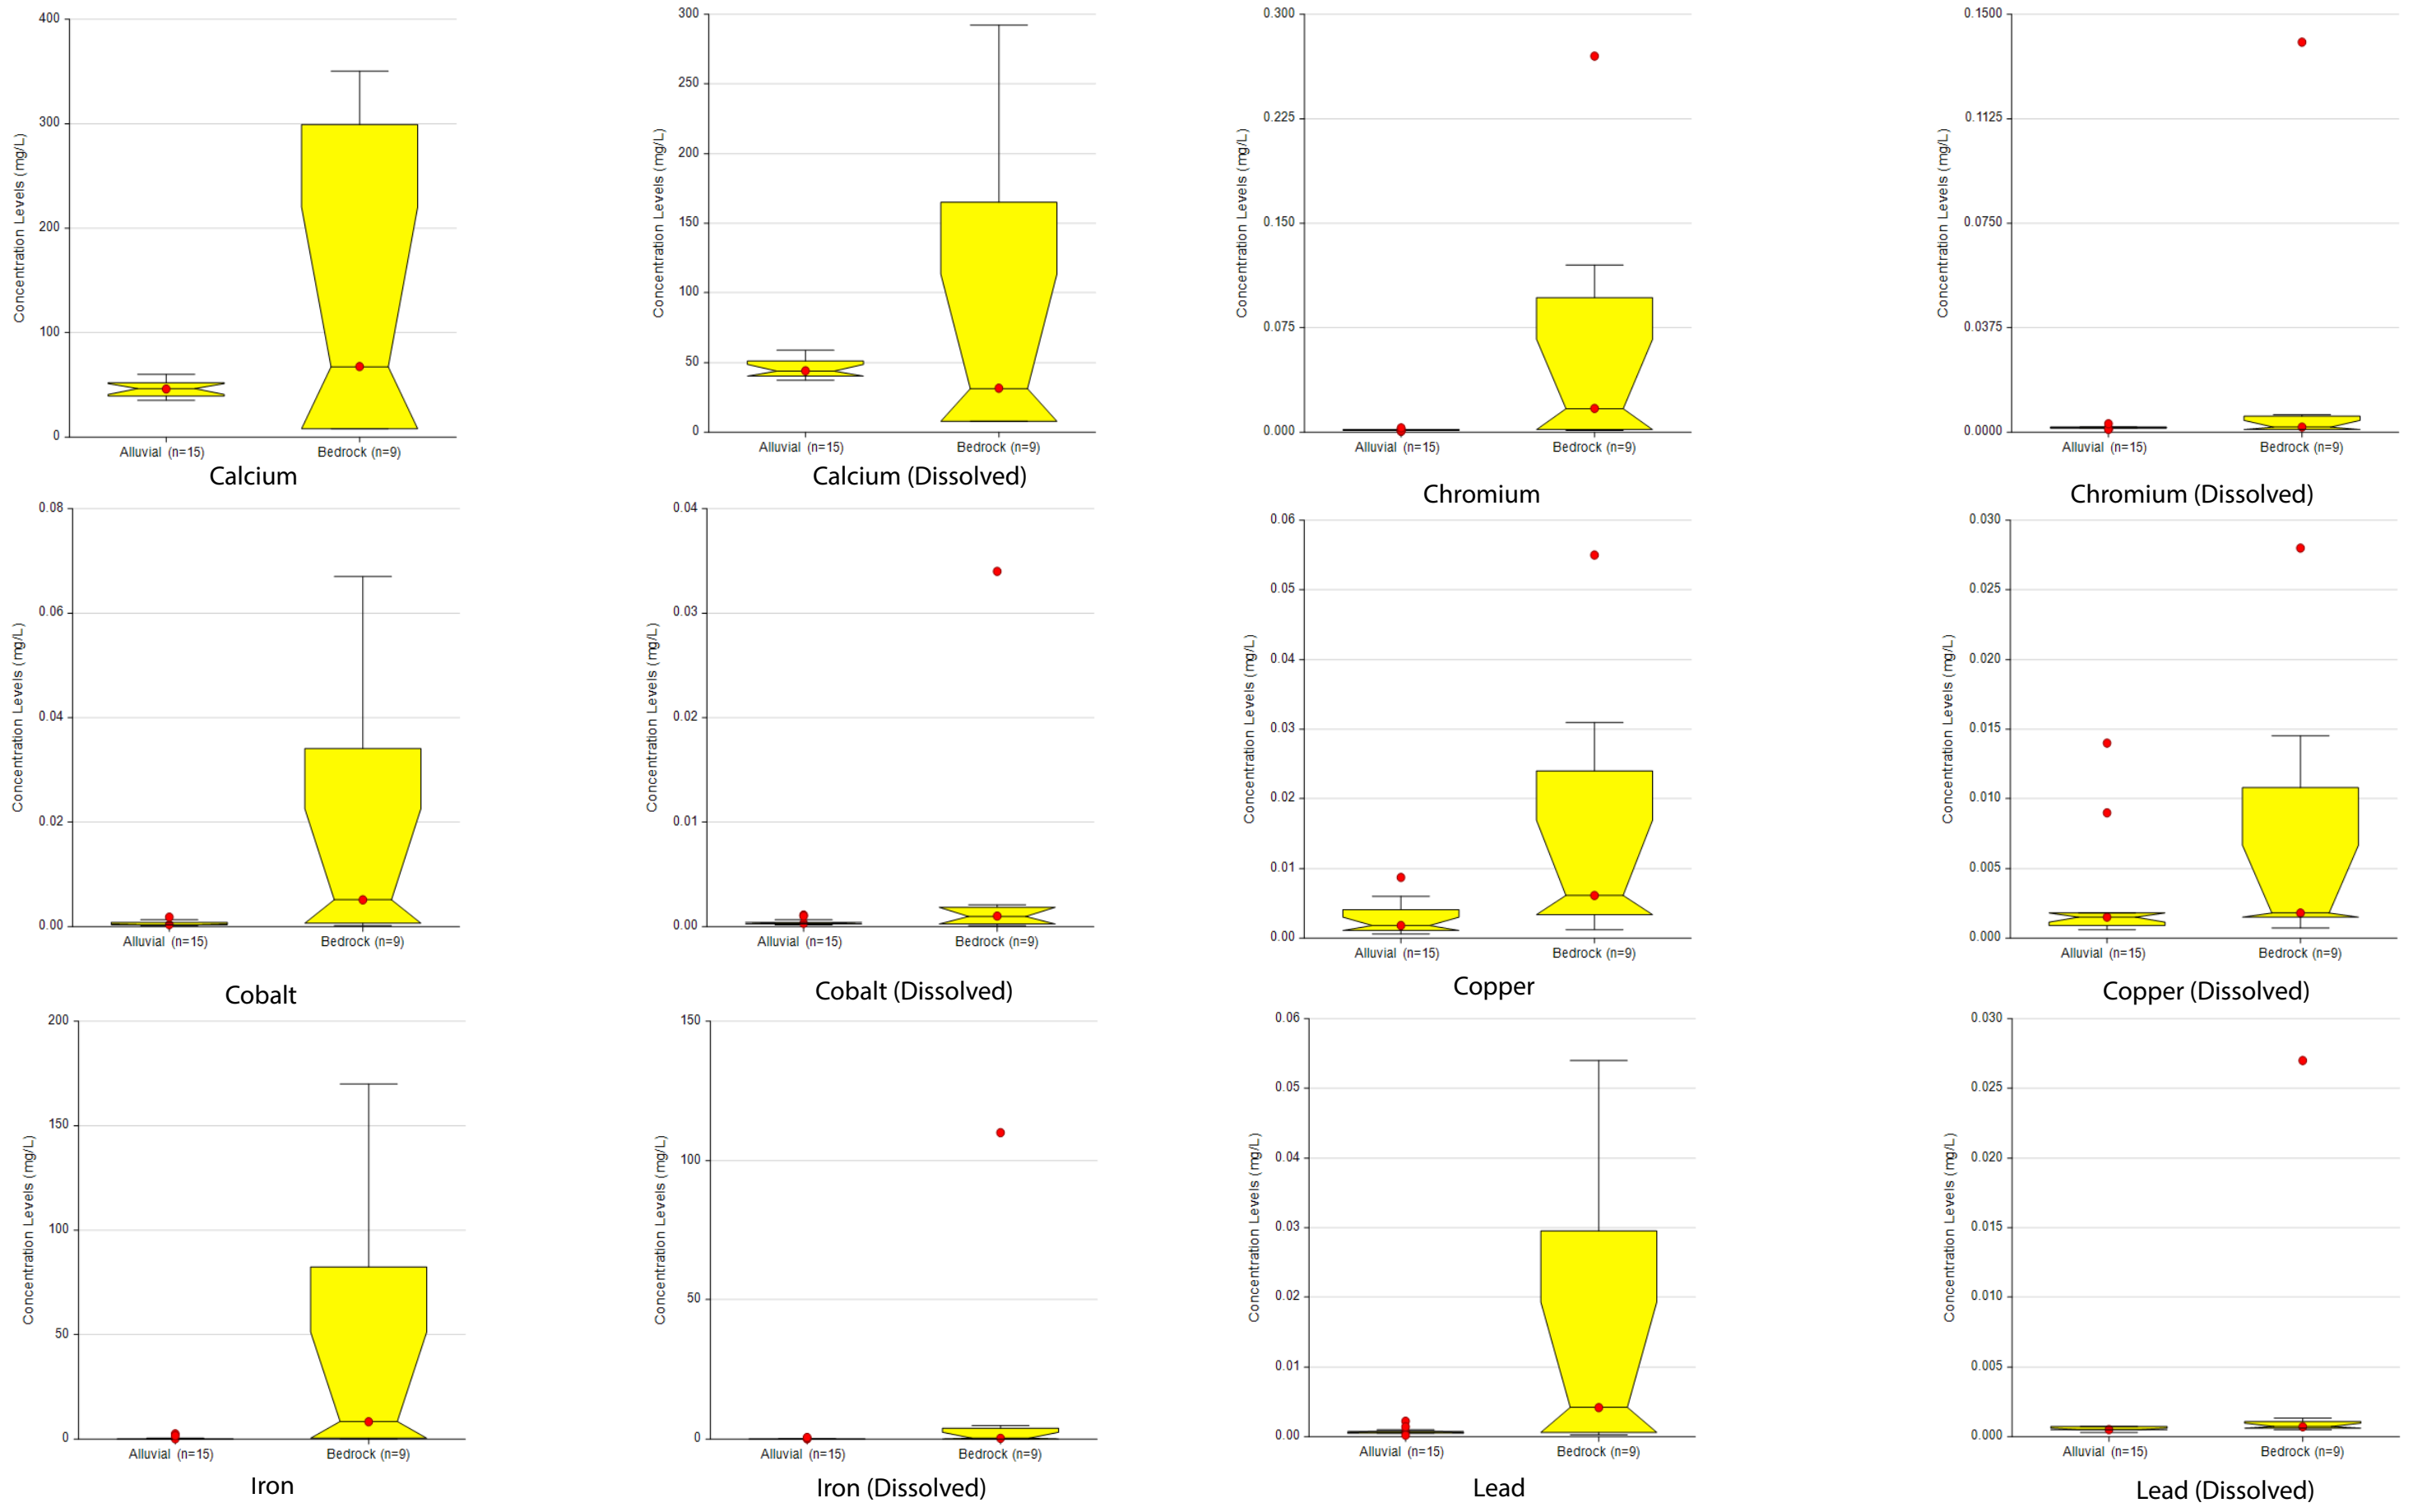 400
300
200
100
0
Concentration Levels (mg/L)
Alluvial (n=15)
Bedrock (n=9)
Calcium
300
250
200
150
100
50
0
Concentration Levels (mg/L)
Alluvial (n=15)
Bedrock (n=9)
Calcium (Dissolved)
0.300
0.225
0.150
0.075
0.000
Concentration Levels (mg/L)
Alluvial (n=15)
Bedrock (n=9)
Chromium
0.1500
0.1125
0.0750
0.0375
0.0000
Concentration Levels (mg/L)
Alluvial (n=15)
Bedrock (n=9)
Chromium (Dissolved)
0.08
0.06
0.04
0.02
0.00
Concentration Levels (mg/L)
Alluvial (n=15)
Bedrock (n=9)
Cobalt
0.04
0.03
0.02
0.01
0.00
Concentration Levels (mg/L)
Alluvial (n=15)
Bedrock (n=9)
Cobalt (Dissolved)
0.06
0.05
0.04
0.03
0.02
0.01
0.00
Concentration Levels (mg/L)
Alluvial (n=15)
Bedrock (n=9)
Copper
0.030
0.025
0.020
0.015
0.010
0.005
0.000
Concentration Levels (mg/L)
Alluvial (n=15)
Bedrock (n=9)
Copper (Dissolved)
200
150
100
50
0
Concentration Levels (mg/L)
Alluvial (n=15)
Bedrock (n=9)
Iron
150
100
50
0
Concentration Levels (mg/L)
Alluvial (n=15)
Bedrock (n=9)
Iron (Dissolved)
0.06
0.05
0.04
0.03
0.02
0.01
0.00
Concentration Levels (mg/L)
Alluvial (n=15)
Bedrock (n=9)
Lead
0.030
0.025
0.020
0.015
0.010
0.005
0.000
Concentration Levels (mg/L)
Alluvial (n=15)
Bedrock (n=9)
Lead (Dissolved)